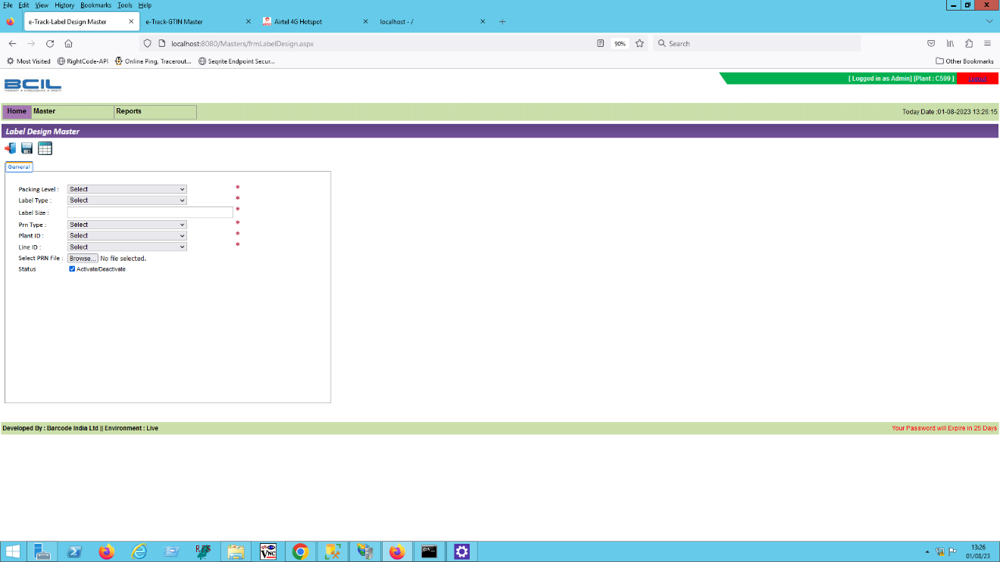 File Edit View History Bookmarks Tools Help
e-Track-Label Design Master
e-Track-GTIN Master
Airtel 4G Hotspot
localhost - /
localhost:8080/Masters/frmLabelDesign.aspx
90%
Search
Most Visited
RightCode-API
Online Ping, Tracerout...
Seqrite Endpoint Secur...
Other Bookmarks
BCIL
[ Logged in as Admin] [Plant : C599 ]
Logout
Home
Master
Reports
Today Date :01-08-2023 13:26:15
Label Design Master
General
Packing Level : Select *
Label Type : Select *
Label Size : *
Prn Type : Select *
Plant ID : Select *
Line ID : Select *
Select PRN File : Browse... No file selected.
Status Activate/Deactivate
Developed By : Barcode India Ltd || Environment : Live
Your Password will Expire in 25 Days
VNC
13:26
01/08/23